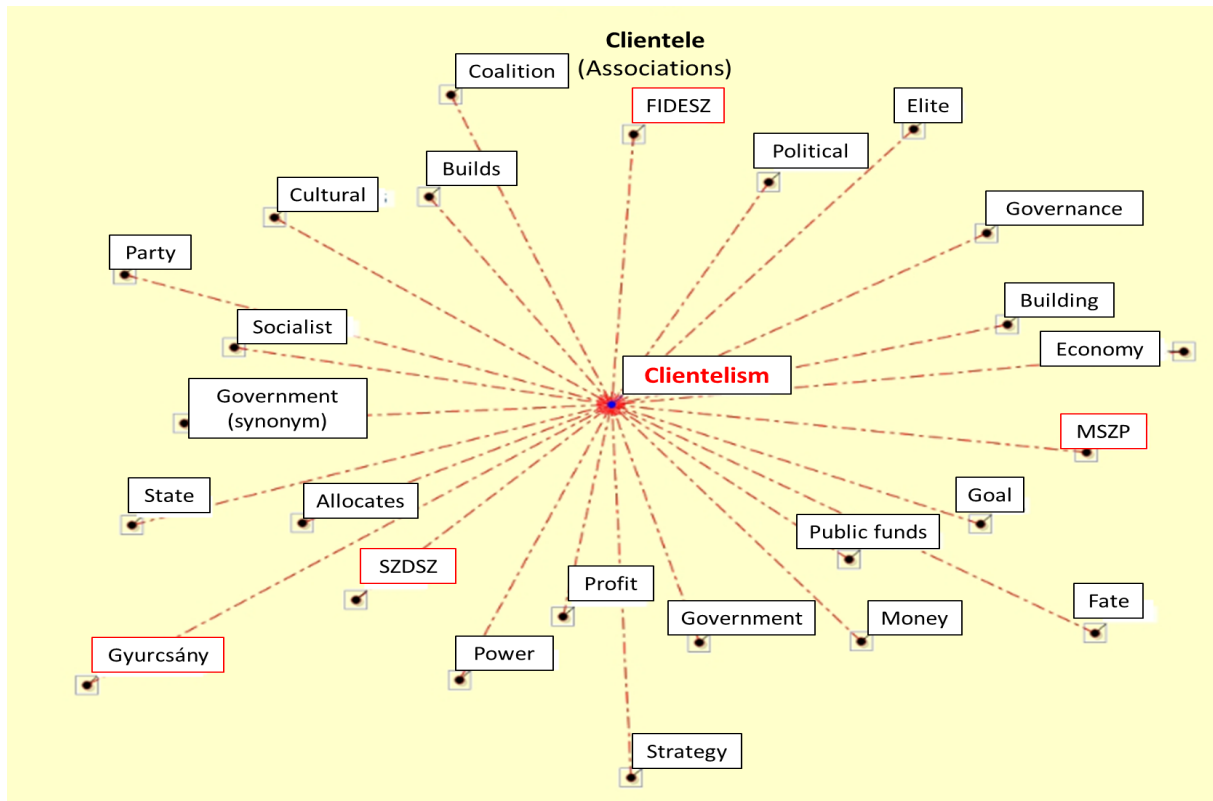 Clientele
(Associations)
Coalition
FIDESZ
Elite
Political
Builds
Cultural
Governance
Party
Building
Socialist
Economy
Clientelism
Government
(synonym)
MSZP
State
Allocates
Goal
Public funds
SZDSZ
Profit
Fate
Government
Money
Power
Gyurcsány
Strategy